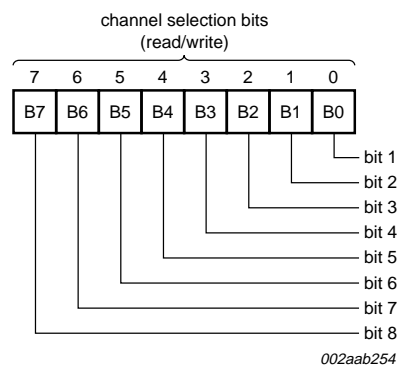 channel selection bits
(read/write)
7 6 5 4 3 2 1 0
B7 B6 B5 B4 B3 B2 B1 B0
bit 1
bit 2
bit 3
bit 4
bit 5
bit 6
bit 7
bit 8
002aab254